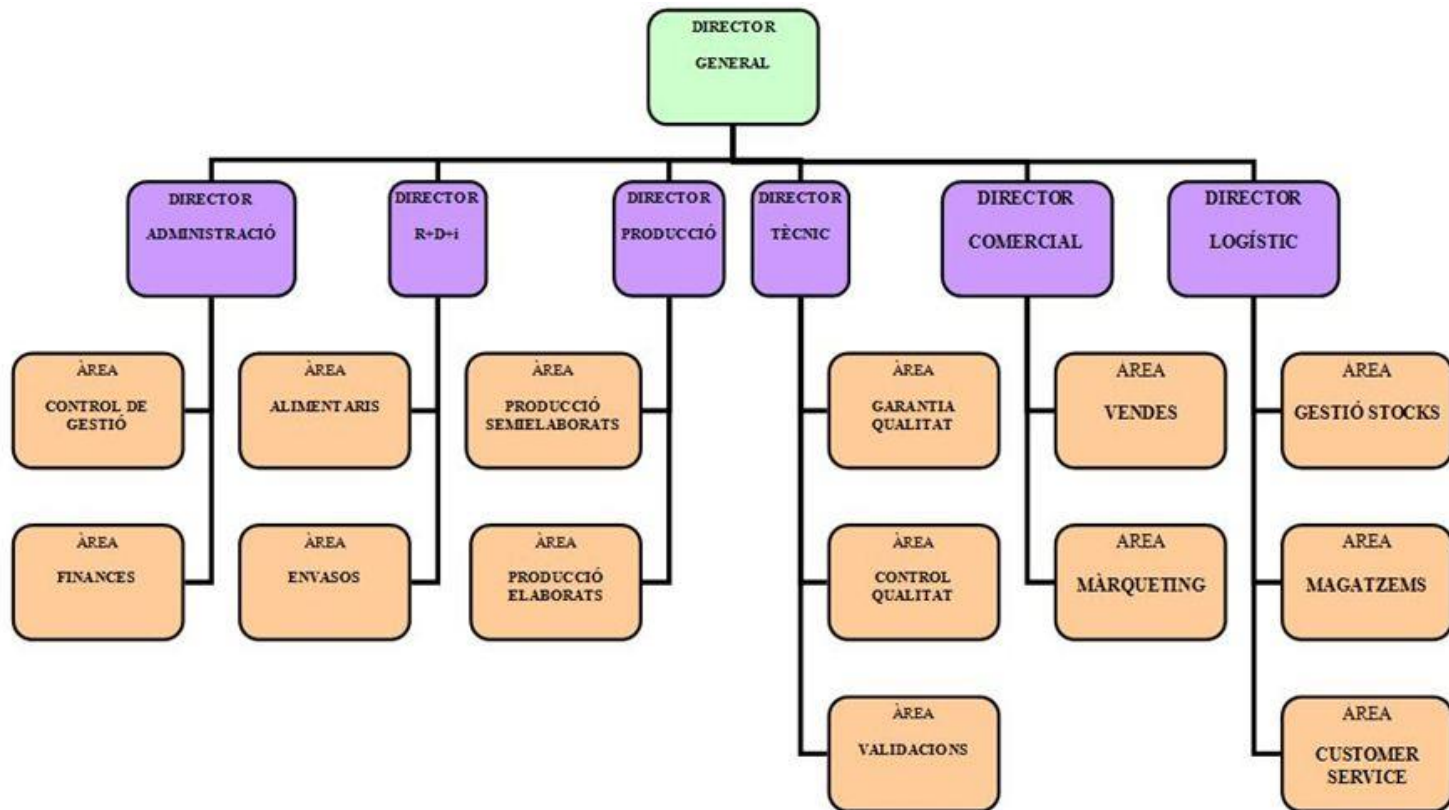 DIRECTOR
GENERAL
DIRECTOR
ADMINISTRACIÓ
DIRECTOR
R+D+i
DIRECTOR
PRODUCCIÓ
DIRECTOR
TÈCNIC
DIRECTOR
COMERCIAL
DIRECTOR
LOGÍSTIC
ÀREA
CONTROL DE
GESTIÓ
ÀREA
ALIMENTARIS
ÀREA
PRODUCCIÓ
SEMIELABORATS
ÀREA
GARANTIA
QUALITAT
AREA
VENDES
AREA
GESTIÓ STOCKS
ÀREA
FINANCES
ÀREA
ENVASOS
ÀREA
PRODUCCIÓ
ELABORATS
ÀREA
CONTROL
QUALITAT
AREA
MÀRQUETING
AREA
MAGATZEMS
ÀREA
VALIDACIONS
AREA
CUSTOMER
SERVICE